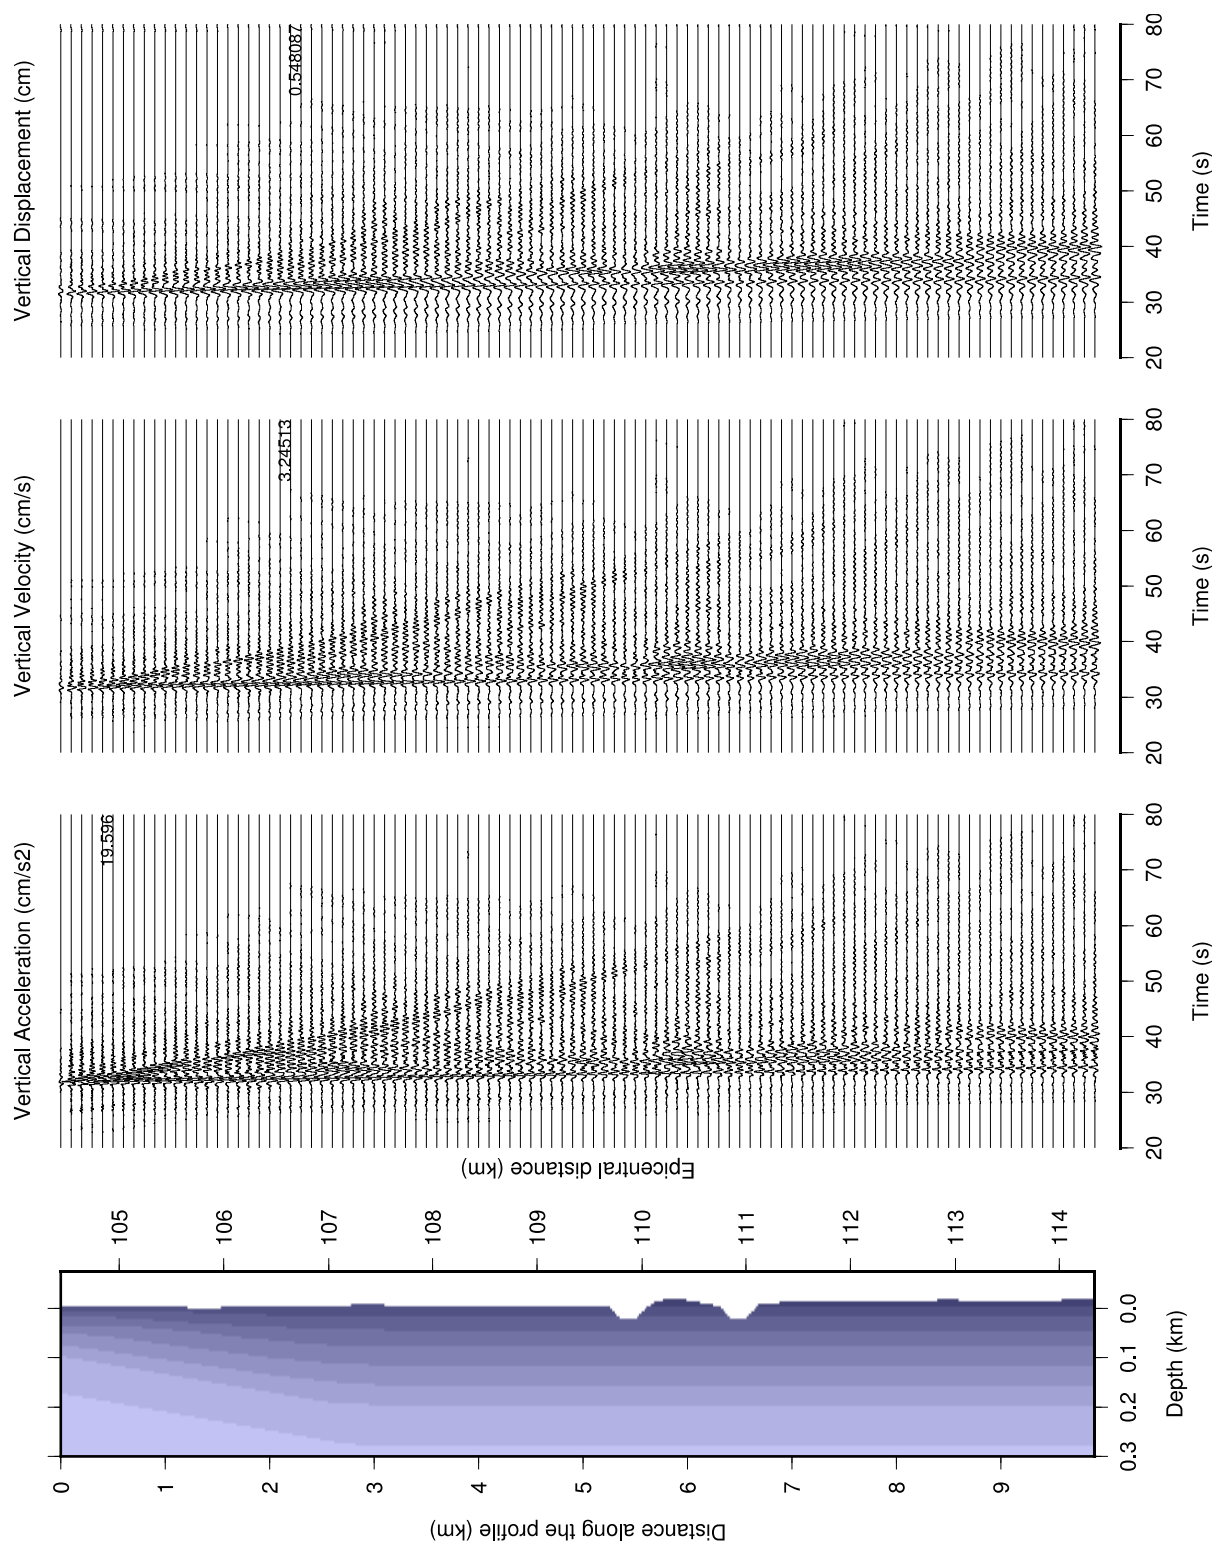 Vertical Displacement (cm)
0.548087
20 30 40 50 60 70 80
Time (s)
Vertical Velocity (cm/s)
3.24513
20 30 40 50 60 70 80
Time (s)
Vertical Acceleration (cm/s2)
19.596
20 30 40 50 60 70 80
Time (s)
Epicentral distance (km)
105 106 107 108 109 110 111 112 113 114
0.0 0.1 0.2 0.3
Depth (km)
0 1 2 3 4 5 6 7 8 9
Distance along the profile (km)